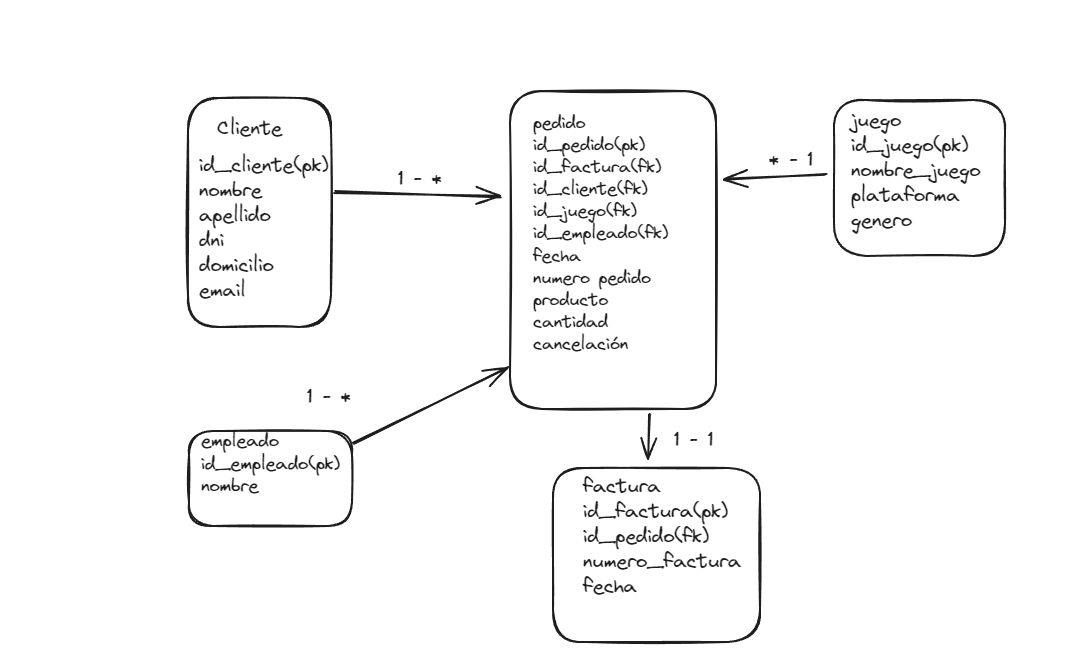 Cliente
id_cliente(pk)
nombre
apellido
dni
domicilio
email
1 - *
pedido
id_pedido(pk)
id_factura(fk)
id_cliente(fk)
id_juego(fk)
id_empleado(fk)
fecha
numero pedido
producto
cantidad
cancelación
* - 1
juego
id_juego(pk)
nombre_juego
plataforma
genero
1 - *
empleado
id_empleado(pk)
nombre
1 - 1
factura
id_factura(pk)
id_pedido(fk)
numero_factura
fecha